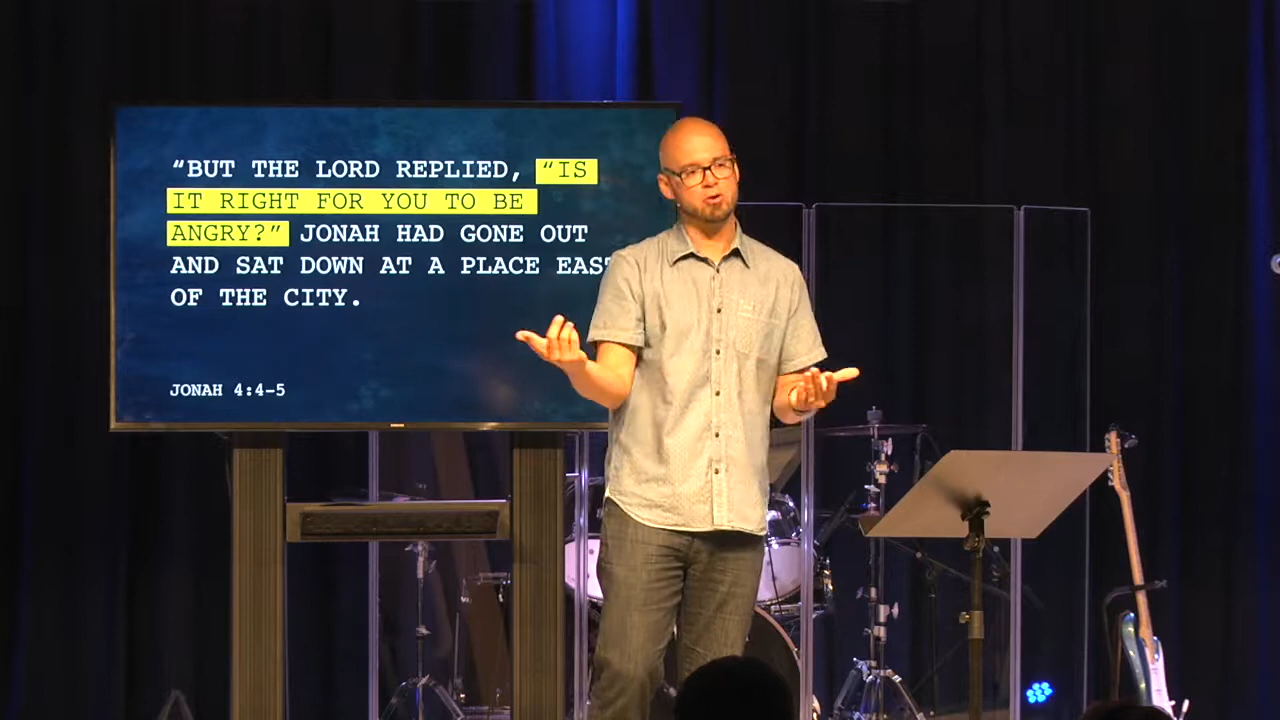 “BUT THE LORD REPLIED, “IS
IT RIGHT FOR YOU TO BE
ANGRY?” JONAH HAD GONE OUT
AND SAT DOWN AT A PLACE EAST
OF THE CITY.
JONAH 4:4-5